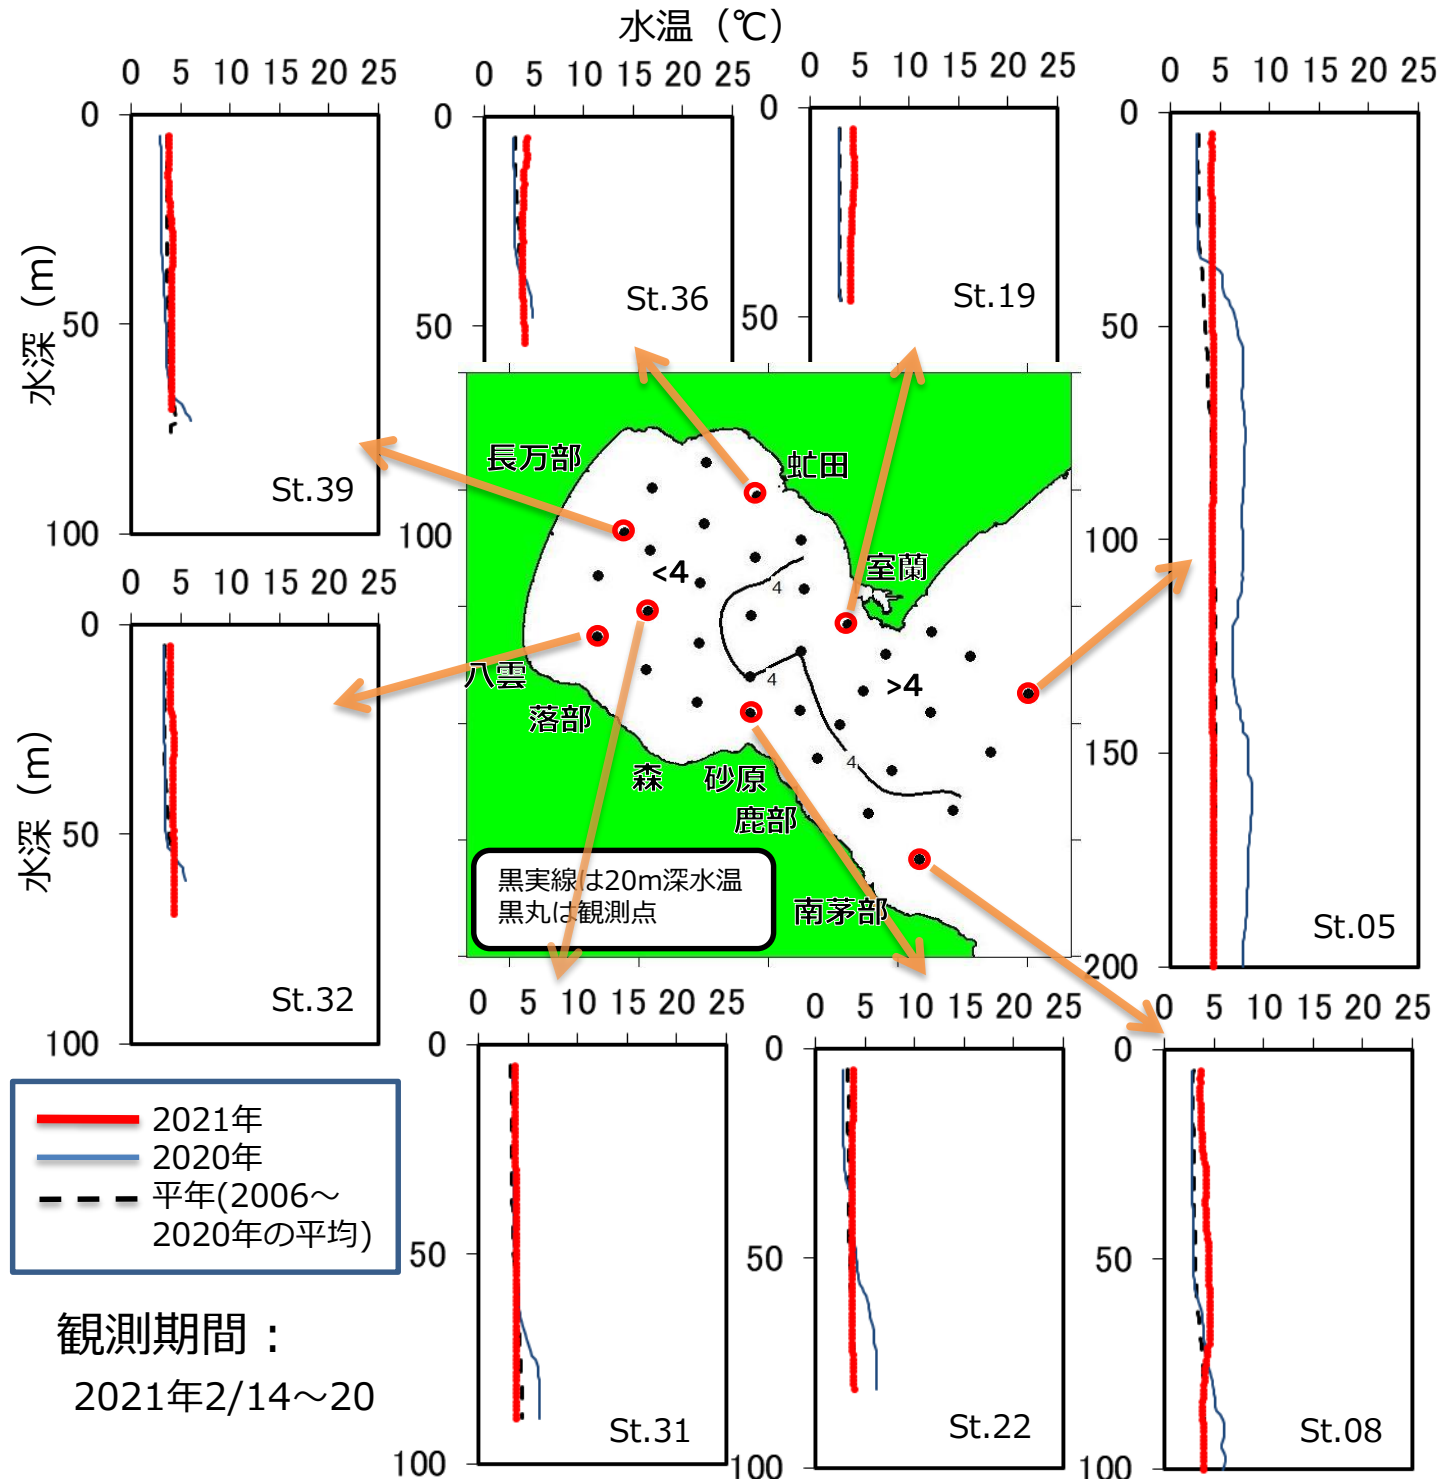 水温（℃）
0 5 10 15 20 25
0 5 10 15 20 25
0 5 10 15 20 25
0 5 10 15 20 25
水深（m）
0
50
100
St.39
0
50
100
St.36
0
50
St.19
0
50
100
150
200
St.05
長万部
虻田
室蘭
八雲
落部
森
砂原
鹿部
南茅部
<4
>4
4
4
4
黒実線は20m深水温
黒丸は観測点
0 5 10 15 20 25
水深（m）
0
50
100
St.32
0 5 10 15 20 25
0
50
100
St.31
0 5 10 15 20 25
0
50
100
St.22
0 5 10 15 20 25
0
50
100
St.08
2021年
2020年
平年(2006～
2020年の平均)
観測期間：
2021年2/14～20